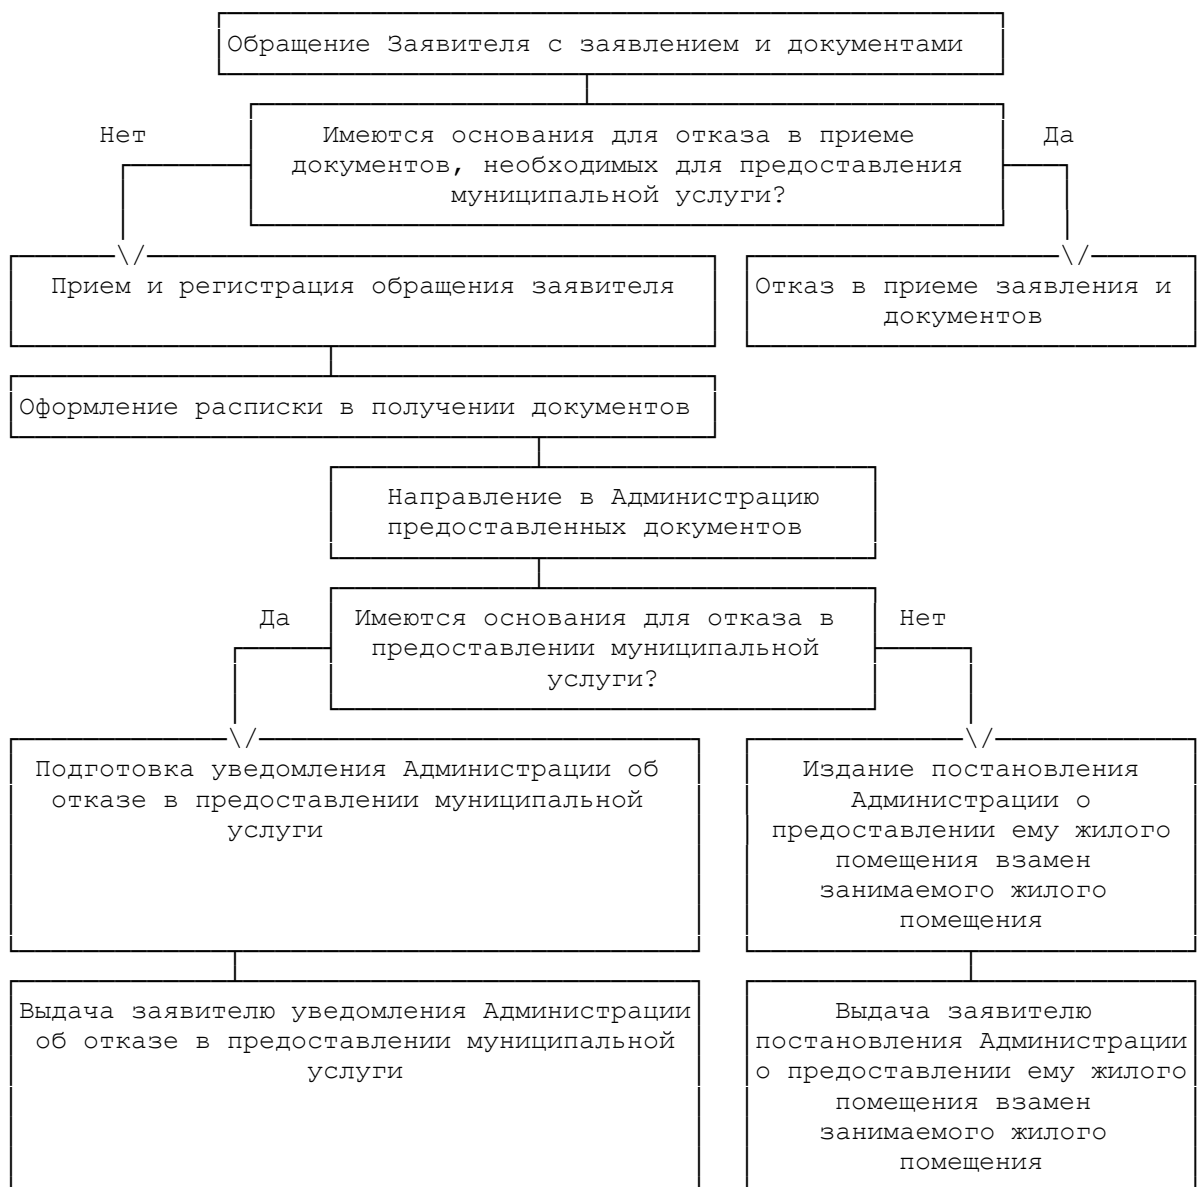 Обращение Заявителя с заявлением и документами
Нет
Имеются основания для отказа в приеме
документов, необходимых для предоставления
муниципальной услуги?
Да
Прием и регистрация обращения заявителя
Отказ в приеме заявления и
документов
Оформление расписки в получении документов
Направление в Администрацию
предоставленных документов
Да
Имеются основания для отказа в
предоставлении муниципальной
услуги?
Нет
Подготовка уведомления Администрации об
отказе в предоставлении муниципальной
услуги
Издание постановления
Администрации о
предоставлении ему жилого
помещения взамен
занимаемого жилого
помещения
Выдача заявителю уведомления Администрации
об отказе в предоставлении муниципальной
услуги
Выдача заявителю
постановления Администрации
о предоставлении ему жилого
помещения взамен
занимаемого жилого
помещения